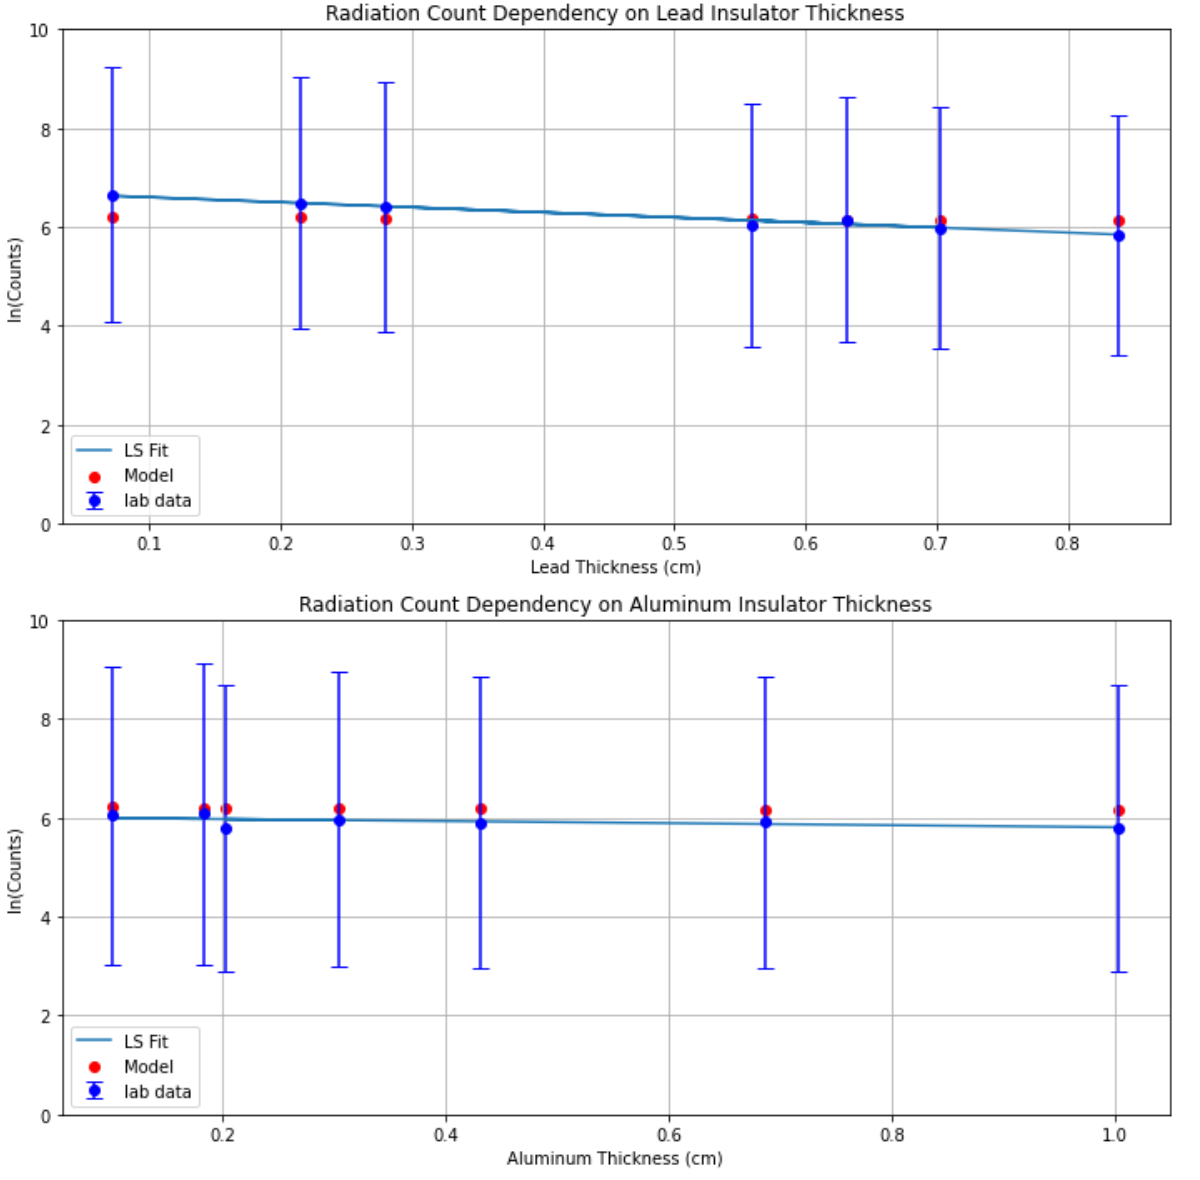 Radiation Count Dependency on Lead Insulator Thickness
10
8
6
4
2
0
ln(Counts)
LS Fit
Model
lab data
0.1 0.2 0.3 0.4 0.5 0.6 0.7 0.8
Lead Thickness (cm)
Radiation Count Dependency on Aluminum Insulator Thickness
10
8
6
4
2
0
ln(Counts)
LS Fit
Model
lab data
0.2 0.4 0.6 0.8 1.0
Aluminum Thickness (cm)